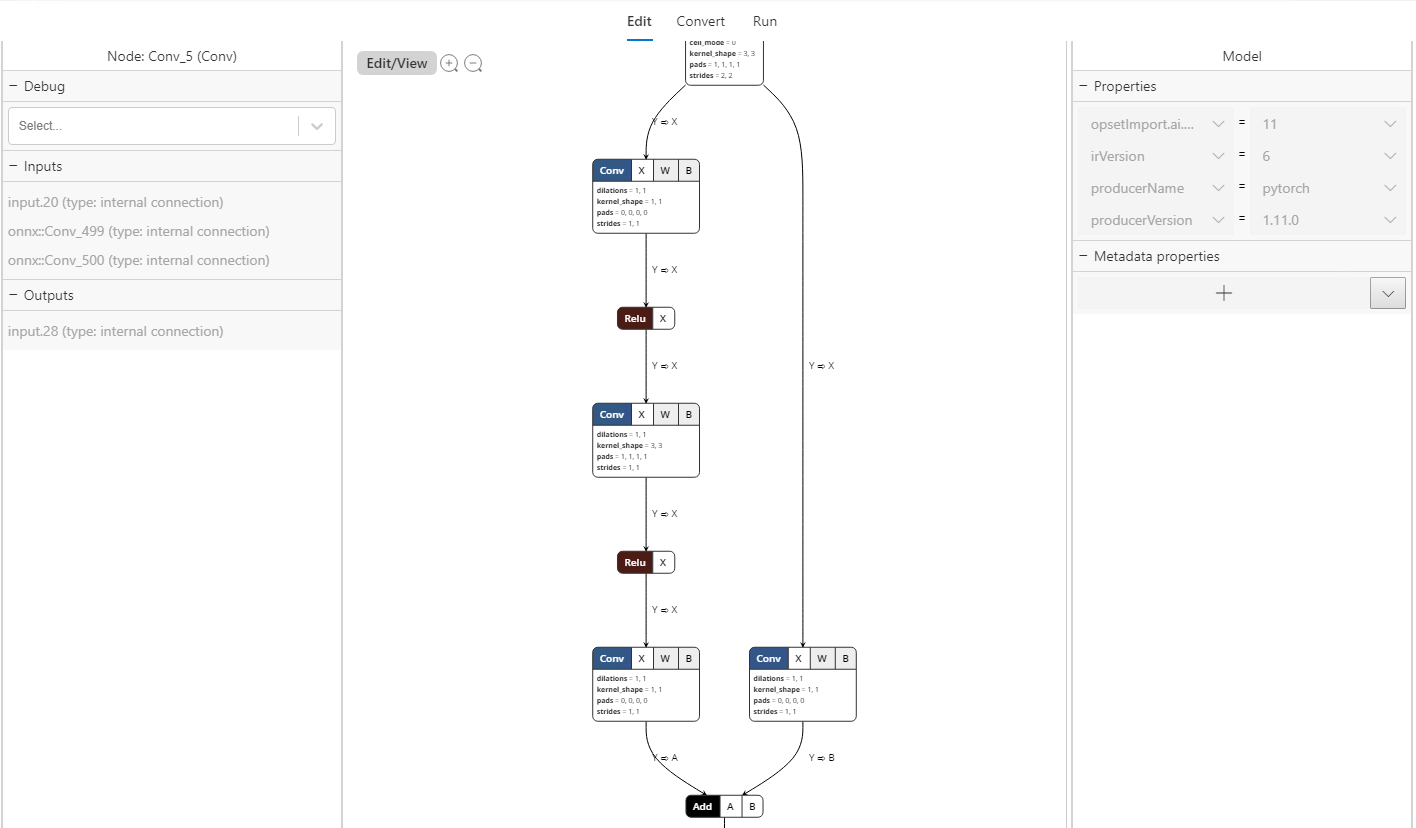 Edit Convert Run
Node: Conv_5 (Conv)
Debug
Select...
Inputs
input.20 (type: internal connection)
onnx::Conv_499 (type: internal connection)
onnx::Conv_500 (type: internal connection)
Outputs
input.28 (type: internal connection)
Edit/View
ceil_mode = 0
kernel_shape = 3, 3
pads = 1, 1, 1, 1
strides = 2, 2
Y ⇨ X
Conv X W B
dilations = 1, 1
kernel_shape = 1, 1
pads = 0, 0, 0, 0
strides = 1, 1
Y ⇨ X
Relu X
Y ⇨ X
Y ⇨ X
Conv X W B
dilations = 1, 1
kernel_shape = 3, 3
pads = 1, 1, 1, 1
strides = 1, 1
Y ⇨ X
Relu X
Y ⇨ X
Conv X W B
dilations = 1, 1
kernel_shape = 1, 1
pads = 0, 0, 0, 0
strides = 1, 1
Conv X W B
dilations = 1, 1
kernel_shape = 1, 1
pads = 0, 0, 0, 0
strides = 1, 1
Y ⇨ A
Y ⇨ B
Add A B
Model
Properties
opsetImport.ai.... = 11
irVersion = 6
producerName = pytorch
producerVersion = 1.11.0
Metadata properties